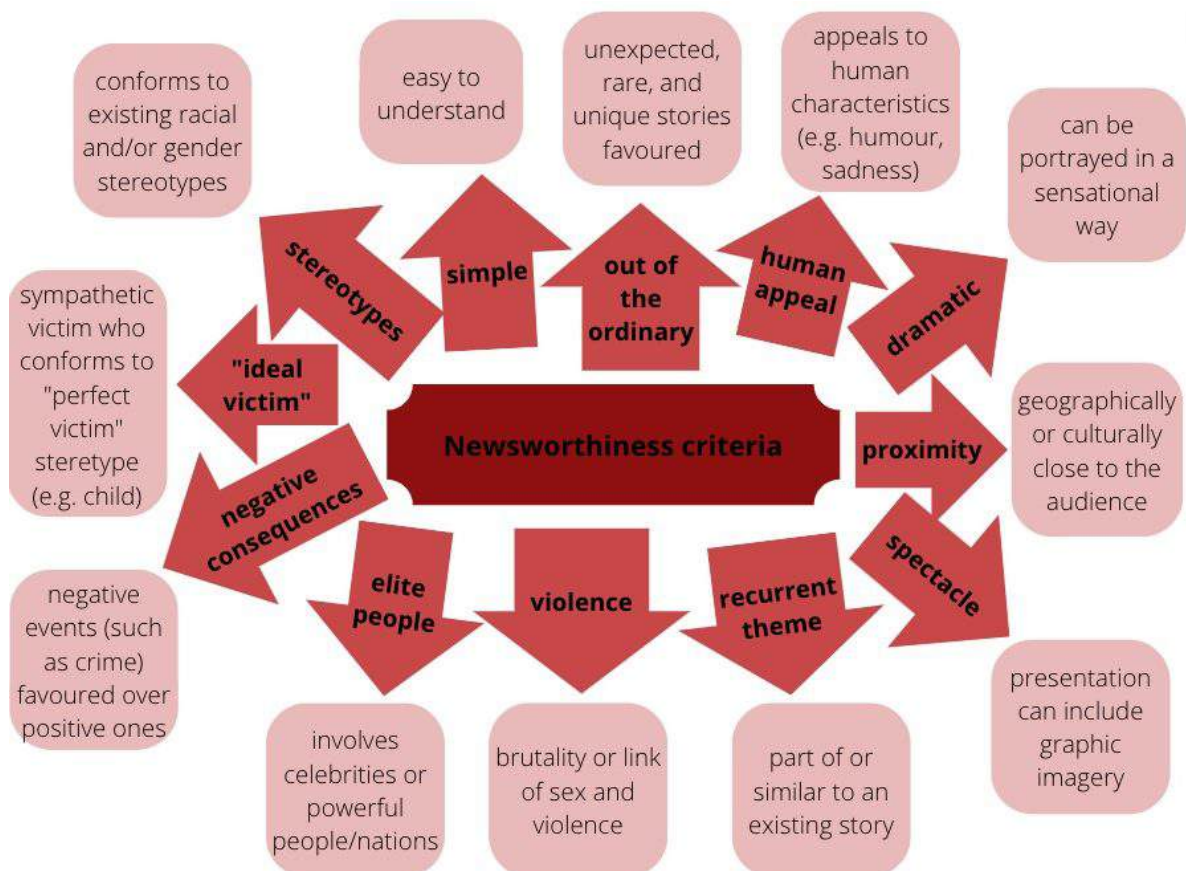 conforms to
existing racial
and/or gender
stereotypes
easy to
understand
unexpected,
rare, and
unique stories
favoured
appeals to
human
characteristics
(e.g. humour,
sadness)
can be
portrayed in a
sensational
way
stereotypes
simple
out of
the
ordinary
human
appeal
dramatic
sympathetic
victim who
conforms to
"perfect
victim"
steretype
(e.g. child)
"ideal
victim"
Newsworthiness criteria
proximity
geographically
or culturally
close to the
audience
negative
consequences
elite
people
violence
recurrent
theme
spectacle
negative
events (such
as crime)
favoured over
positive ones
involves
celebrities or
powerful
people/nations
brutality or link
of sex and
violence
part of or
similar to an
existing story
presentation
can include
graphic
imagery